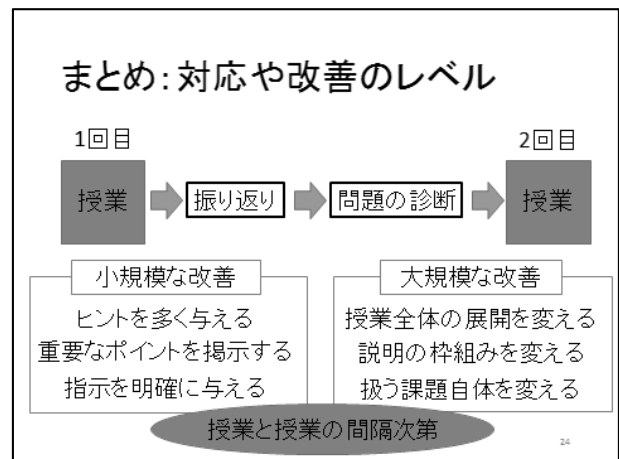 まとめ:対応や改善のレベル
1回目
2回目
授業
振り返り
問題の診断
授業
小規模な改善
ヒントを多く与える
重要なポイントを掲示する
指示を明確に与える
大規模な改善
授業全体の展開を変える
説明の枠組みを変える
扱う課題自体を変える
授業と授業の間隔次第
24